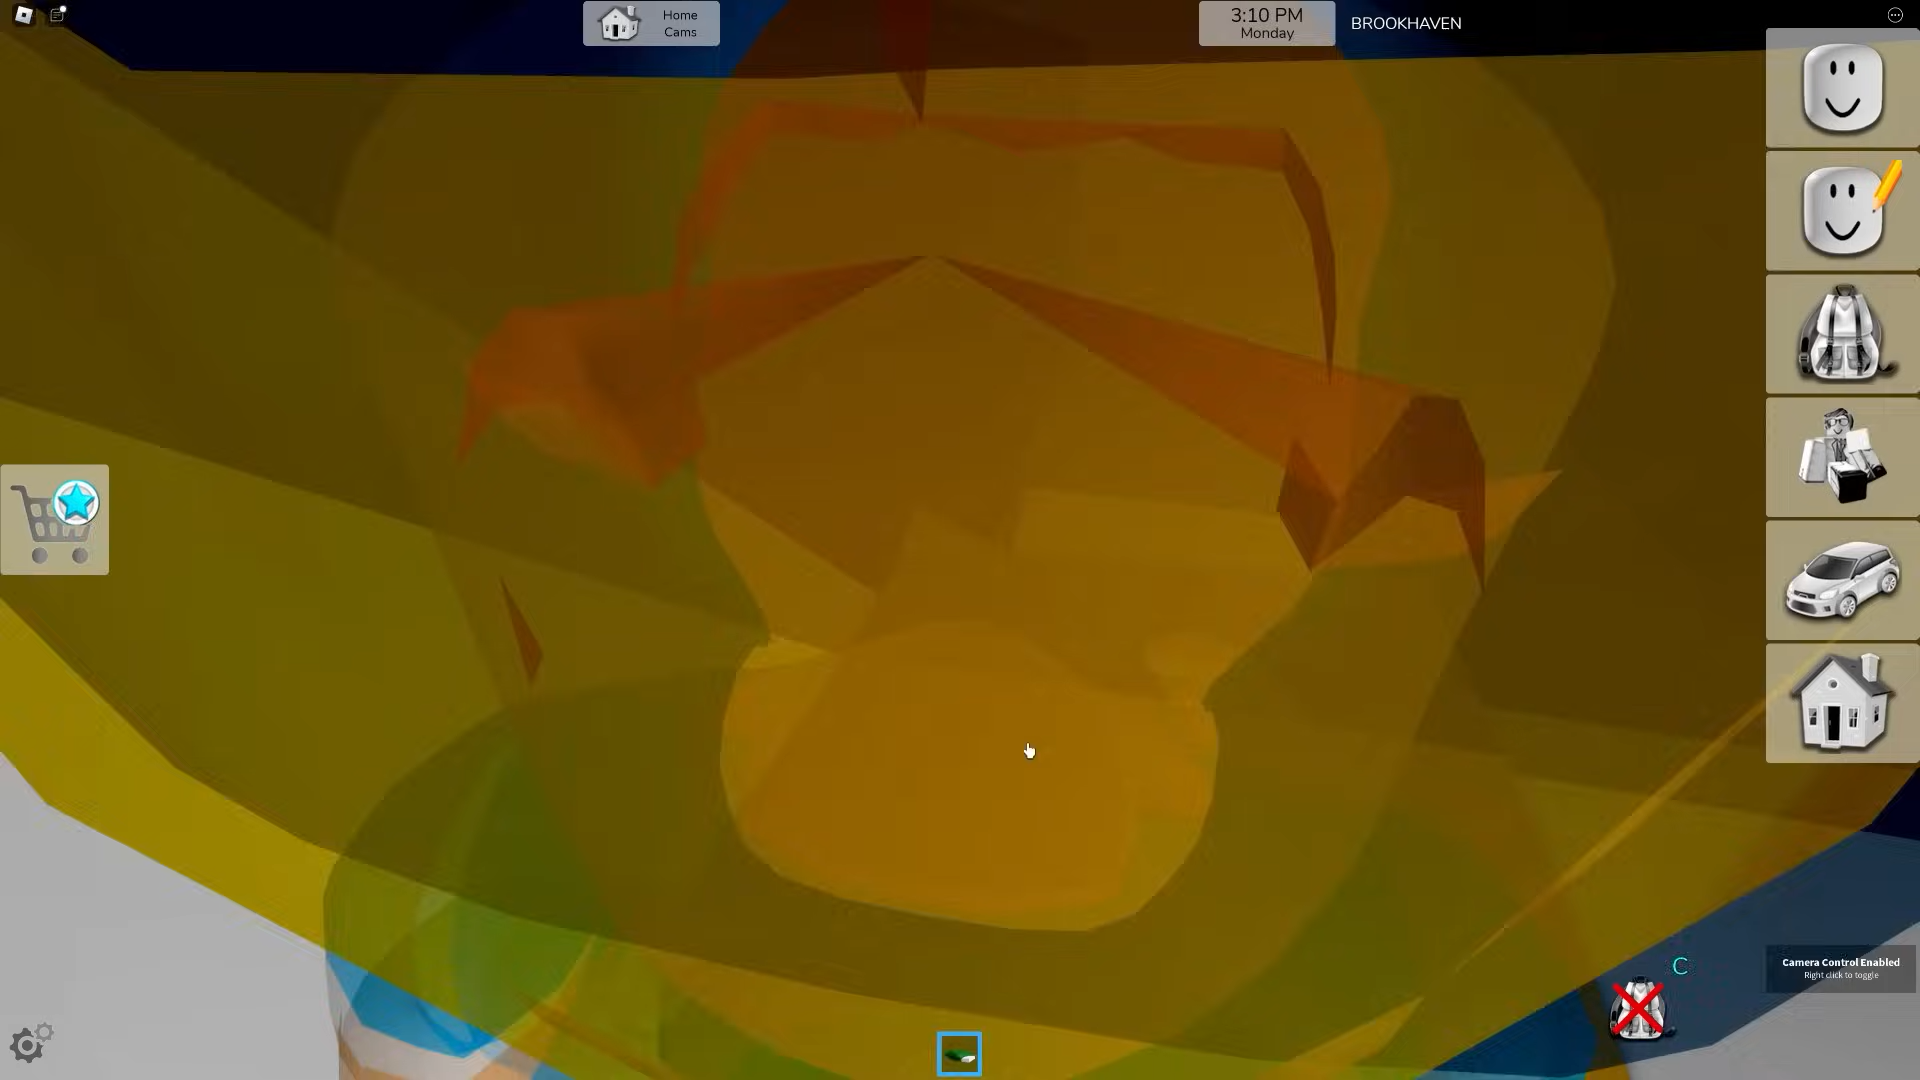 Home
Cams
3:10 PM
Monday
BROOKHAVEN
C
Camera Control Enabled
Right click to toggle